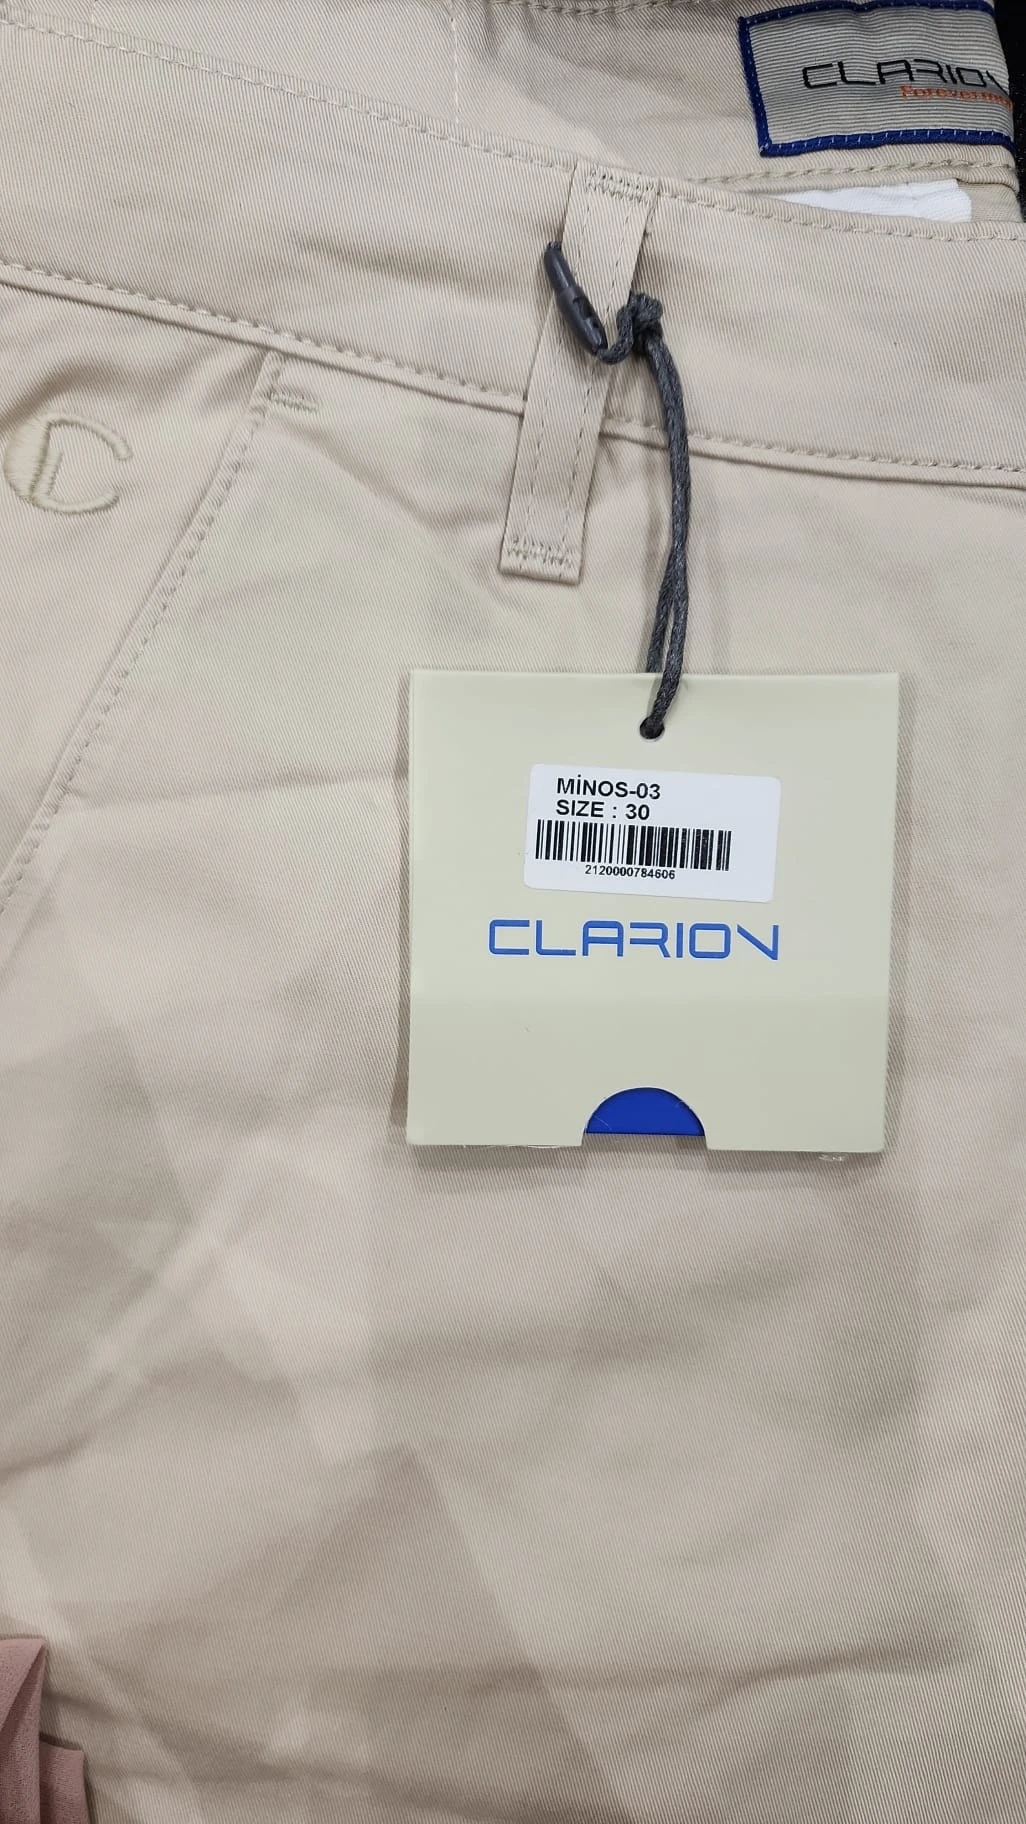 CLARION
MİNOS-03
SIZE : 30
2120000784606
CLARION